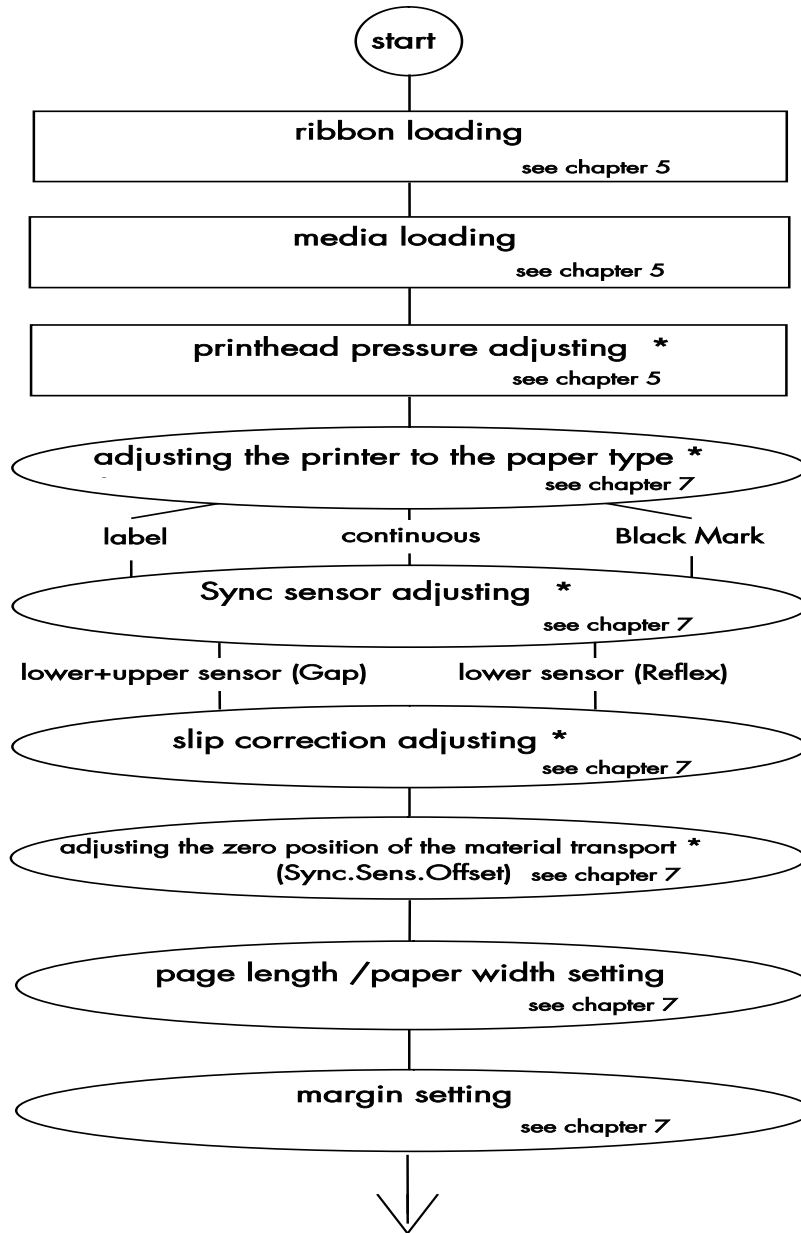 start
ribbon loading
see chapter 5
media loading
see chapter 5
printhead pressure adjusting *
see chapter 5
adjusting the printer to the paper type *
see chapter 7
label continuous Black Mark
Sync sensor adjusting *
see chapter 7
lower+upper sensor (Gap) lower sensor (Reflex)
slip correction adjusting *
see chapter 7
adjusting the zero position of the material transport *
(Sync.Sens.Offset) see chapter 7
page length /paper width setting
see chapter 7
margin setting
see chapter 7